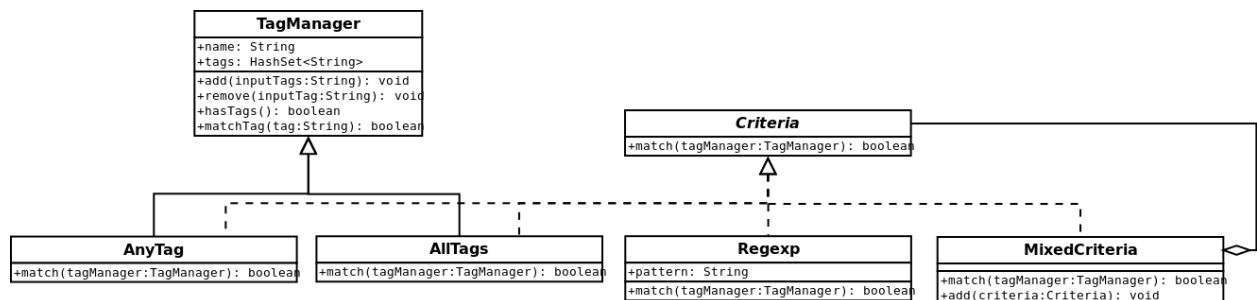 TagManager
+name: String
+tags: HashSet<String>
+add(inputTags:String): void
+remove(inputTag:String): void
+hasTags(): boolean
+matchTag(tag:String): boolean
Criteria
+match(tagManager:TagManager): boolean
AnyTag
+match(tagManager:TagManager): boolean
AllTags
+match(tagManager:TagManager): boolean
Regexp
+pattern: String
+match(tagManager:TagManager): boolean
MixedCriteria
+match(tagManager:TagManager): boolean
+add(criteria:Criteria): void